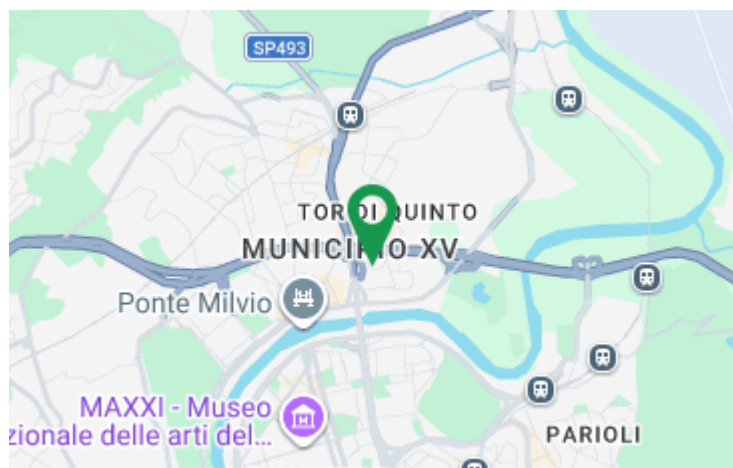 SP493
TOR DI QUINTO
MUNICIPIO XV
Ponte Milvio
MAXXI - Museo
zionale delle arti del...
PARIOLI